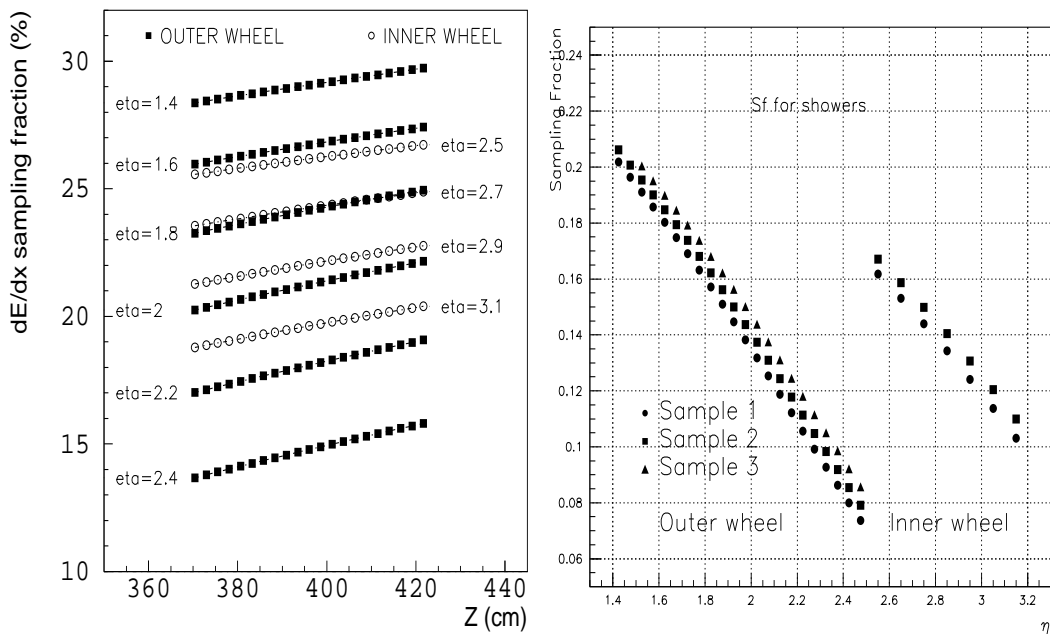 dE/dx sampling fraction (%)
OUTER WHEEL
INNER WHEEL
30
25
20
15
10
eta=1.4
eta=1.6
eta=1.8
eta=2
eta=2.2
eta=2.4
eta=2.5
eta=2.7
eta=2.9
eta=3.1
360 380 400 420 440
Z (cm)
Sampling Fraction
0.24
0.22
0.2
0.18
0.16
0.14
0.12
0.1
0.08
0.06
Sf for showers
Sample 1
Sample 2
Sample 3
Outer wheel
Inner wheel
1.4 1.6 1.8 2 2.2 2.4 2.6 2.8 3 3.2
η